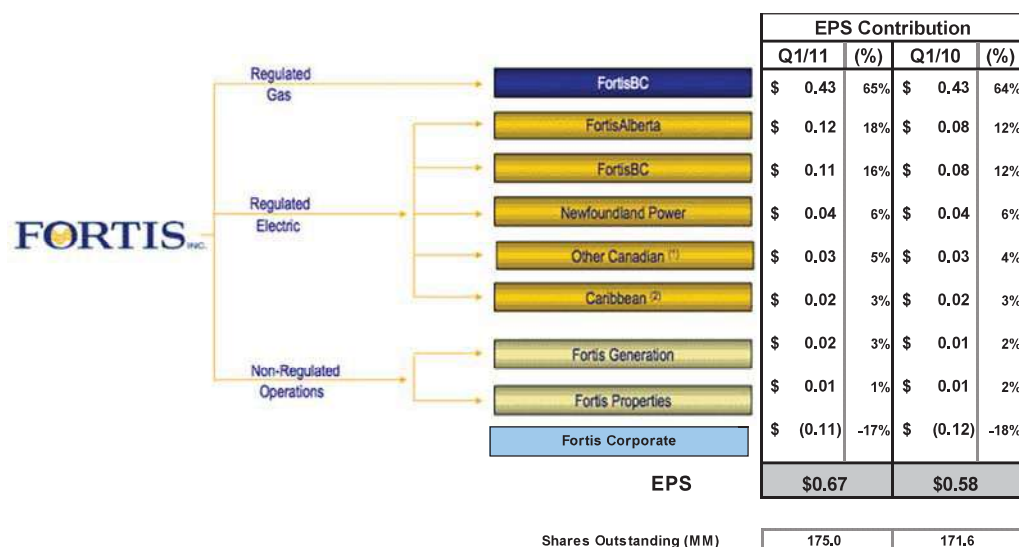 EPS Contribution
Q1/11 (%) Q1/10 (%)
Regulated
Gas
FortisBC $ 0.43 65% $ 0.43 64%
FortisAlberta $ 0.12 18% $ 0.08 12%
FortisBC $ 0.11 16% $ 0.08 12%
Regulated
Electric
Newfoundland Power $ 0.04 6% $ 0.04 6%
FORTIS INC.
Other Canadian (1) $ 0.03 5% $ 0.03 4%
Caribbean (2) $ 0.02 3% $ 0.02 3%
Fortis Generation $ 0.02 3% $ 0.01 2%
Non-Regulated
Operations
Fortis Properties $ 0.01 1% $ 0.01 2%
Fortis Corporate $ (0.11) -17% $ (0.12) -18%
EPS $0.67 $0.58
Shares Outstanding (MM) 175.0 171.6